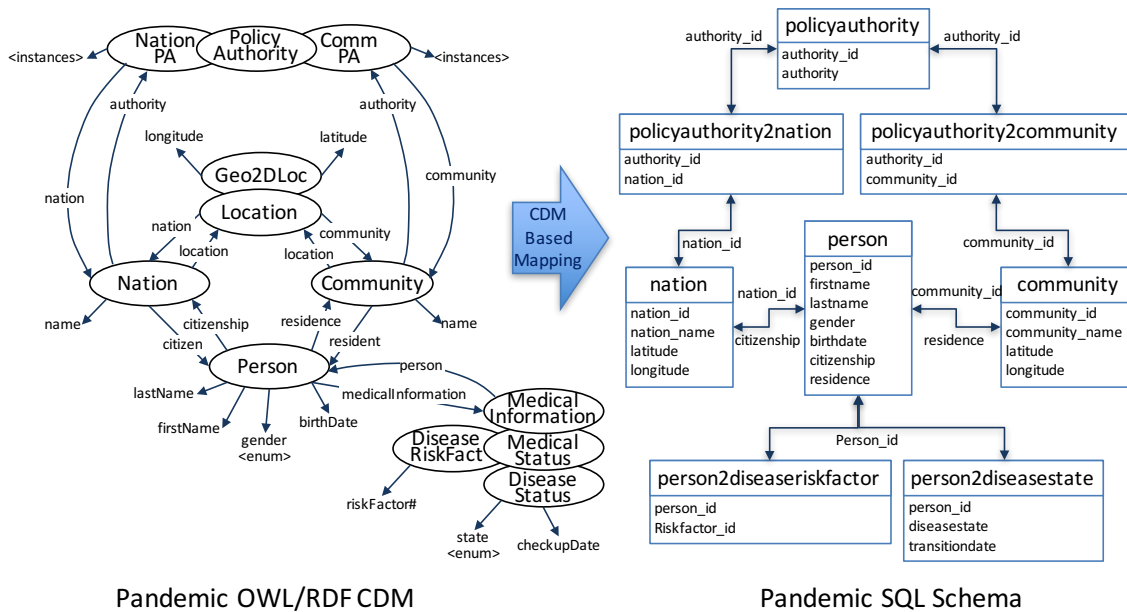 Nation
PA
Policy
Authority
Comm
PA
<instances>
<instances>
authority
authority
longitude
latitude
Geo2DLoc
Location
nation
community
nation
community
location
location
Nation
Community
name
name
citizenship
citizen
residence
resident
Person
person
lastName
medicalInformation
firstName
gender
<enum>
birthDate
Medical
Information
Disease
RiskFact
Medical
Status
Disease
Status
riskFactor#
state
<enum>
checkupDate
Pandemic OWL/RDF CDM
CDM
Based
Mapping
policyauthority
authority_id
authority
authority_id
authority_id
policyauthority2nation
authority_id
nation_id
policyauthority2community
authority_id
community_id
nation_id
community_id
person
person_id
firstname
lastname
gender
birthdate
citizenship
residence
nation
nation_id
nation_name
latitude
longitude
nation_id
citizenship
community_id
residence
community
community_id
community_name
latitude
longitude
Person_id
person2diseaseriskfactor
person_id
Riskfactor_id
person2diseasestate
person_id
diseasestate
transitiondate
Pandemic SQL Schema